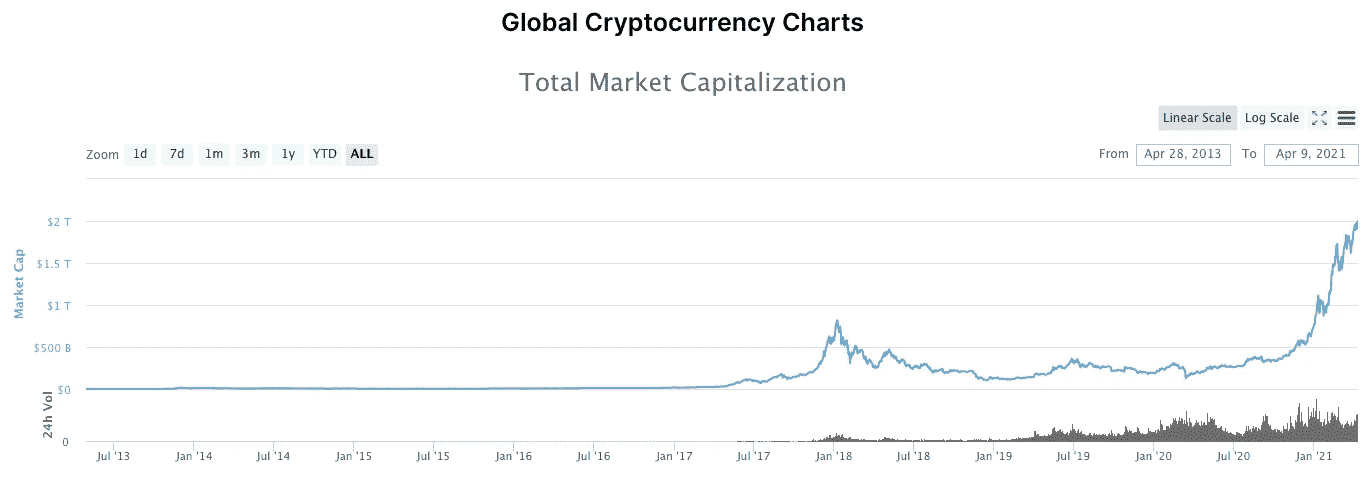 Global Cryptocurrency Charts
Total Market Capitalization
Linear Scale Log Scale
Zoom 1d 7d 1m 3m 1y YTD ALL
From Apr 28, 2013 To Apr 9, 2021
Market Cap
$2 T
$1.5 T
$1 T
$500 B
$0
24h Vol
0
Jul '13 Jan '14 Jul '14 Jan '15 Jul '15 Jan '16 Jul '16 Jan '17 Jul '17 Jan '18 Jul '18 Jan '19 Jul '19 Jan '20 Jul '20 Jan '21